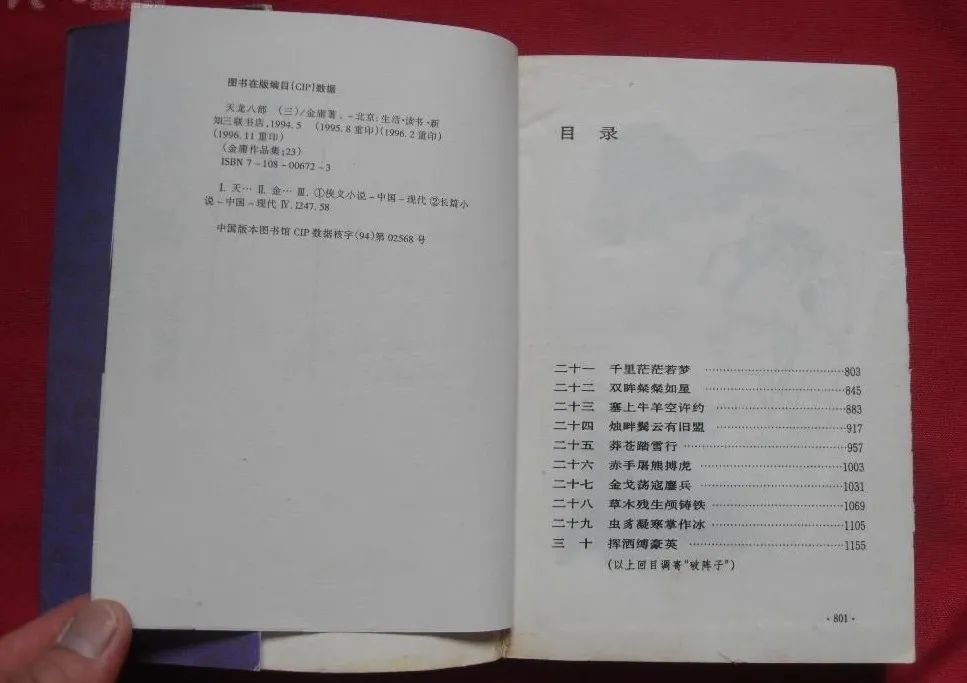 图书在版编目(CIP)数据
天龙八部 (三)/金庸著. -北京:生活·读书·新
知三联书店,1994.5 (1995.8重印)(1996.2重印)
(1996.11重印)
(金庸作品集;23)
ISBN 7-108-00672-3
Ⅰ.天… Ⅱ.金… Ⅲ.①侠义小说-中国-现代②长篇小
说-中国-现代 Ⅳ.I247.58
中国版本图书馆CIP数据核字(94)第02568号
目 录
二十一 千里茫茫若梦 ……………… 803
二十二 双眸粲粲如星 ……………… 845
二十三 塞上牛羊空许约 ……………… 883
二十四 烛畔鬓云有旧盟 ……………… 917
二十五 莽苍踏雪行 ……………… 957
二十六 赤手屠熊搏虎 ……………… 1003
二十七 金戈荡寇鏖兵 ……………… 1031
二十八 草木残生颅铸铁 ……………… 1069
二十九 虫豸凝寒掌作冰 ……………… 1105
三 十 挥洒缚豪英 ……………… 1155
(以上回目调寄“破阵子”)
·801·